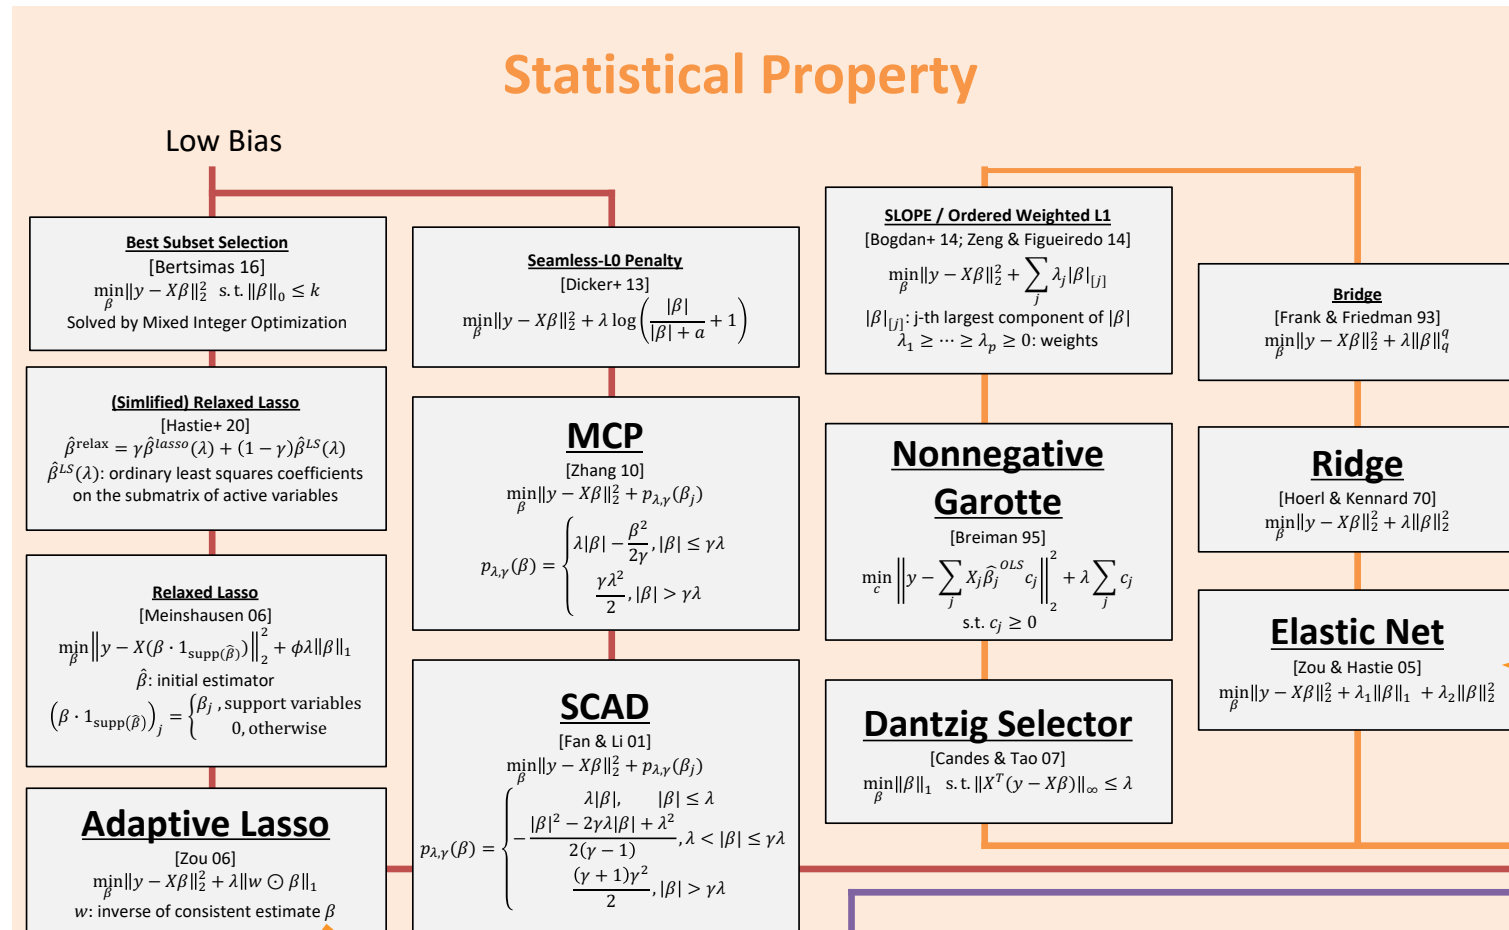 Statistical Property
Low Bias
Best Subset Selection
[Bertsimas 16]
min_β ‖y − Xβ‖₂² s.t. ‖β‖₀ ≤ k
Solved by Mixed Integer Optimization
(Simlified) Relaxed Lasso
[Hastie+ 20]
β̂^relax = γβ̂^lasso(λ) + (1 − γ)β̂^LS(λ)
β̂^LS(λ): ordinary least squares coefficients
on the submatrix of active variables
Relaxed Lasso
[Meinshausen 06]
min_β ‖y − X(β · 1_supp(β̂))‖₂² + ϕλ‖β‖₁
β̂: initial estimator
(β · 1_supp(β̂))_j = { β_j , support variables
0, otherwise
Adaptive Lasso
[Zou 06]
min_β ‖y − Xβ‖₂² + λ‖w ⊙ β‖₁
w: inverse of consistent estimate β
Seamless-L0 Penalty
[Dicker+ 13]
min_β ‖y − Xβ‖₂² + λ log(|β| / (|β| + a) + 1)
MCP
[Zhang 10]
min_β ‖y − Xβ‖₂² + p_λ,γ(β_j)
p_λ,γ(β) = { λ|β| − β²/2γ, |β| ≤ γλ
γλ²/2, |β| > γλ
SCAD
[Fan & Li 01]
min_β ‖y − Xβ‖₂² + p_λ,γ(β_j)
p_λ,γ(β) = { λ|β|, |β| ≤ λ
− (|β|² − 2γλ|β| + λ²) / 2(γ − 1), λ < |β| ≤ γλ
(γ + 1)γ² / 2, |β| > γλ
SLOPE / Ordered Weighted L1
[Bogdan+ 14; Zeng & Figueiredo 14]
min_β ‖y − Xβ‖₂² + ∑_j λ_j|β|_[j]
|β|_[j]: j-th largest component of |β|
λ₁ ≥ ⋯ ≥ λ_p ≥ 0: weights
Nonnegative
Garotte
[Breiman 95]
min_c ‖y − ∑_j X_j β̂_j^OLS c_j‖₂² + λ ∑_j c_j
s.t. c_j ≥ 0
Dantzig Selector
[Candes & Tao 07]
min_β ‖β‖₁ s.t. ‖X^T(y − Xβ)‖_∞ ≤ λ
Bridge
[Frank & Friedman 93]
min_β ‖y − Xβ‖₂² + λ‖β‖_q^q
Ridge
[Hoerl & Kennard 70]
min_β ‖y − Xβ‖₂² + λ‖β‖₂²
Elastic Net
[Zou & Hastie 05]
min_β ‖y − Xβ‖₂² + λ₁‖β‖₁ + λ₂‖β‖₂²